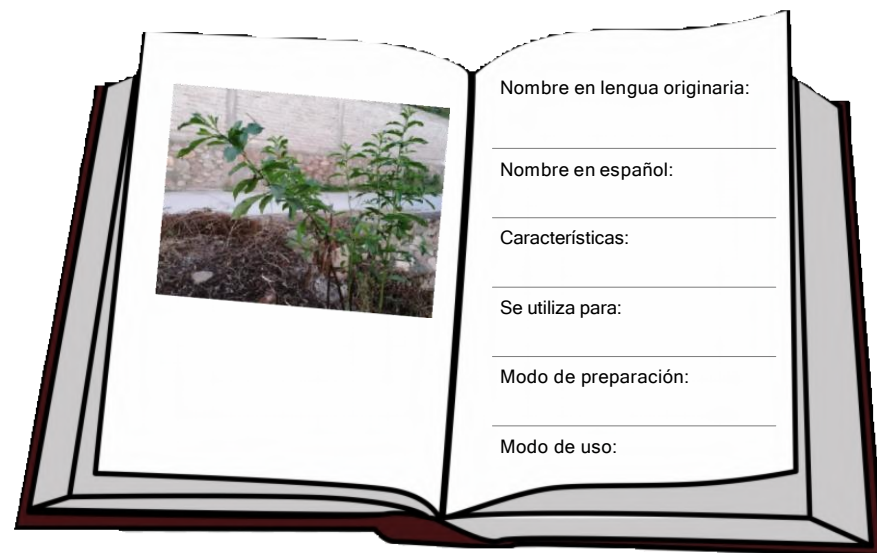 Nombre en lengua originaria:
Nombre en español:
Características:
Se utiliza para:
Modo de preparación:
Modo de uso: